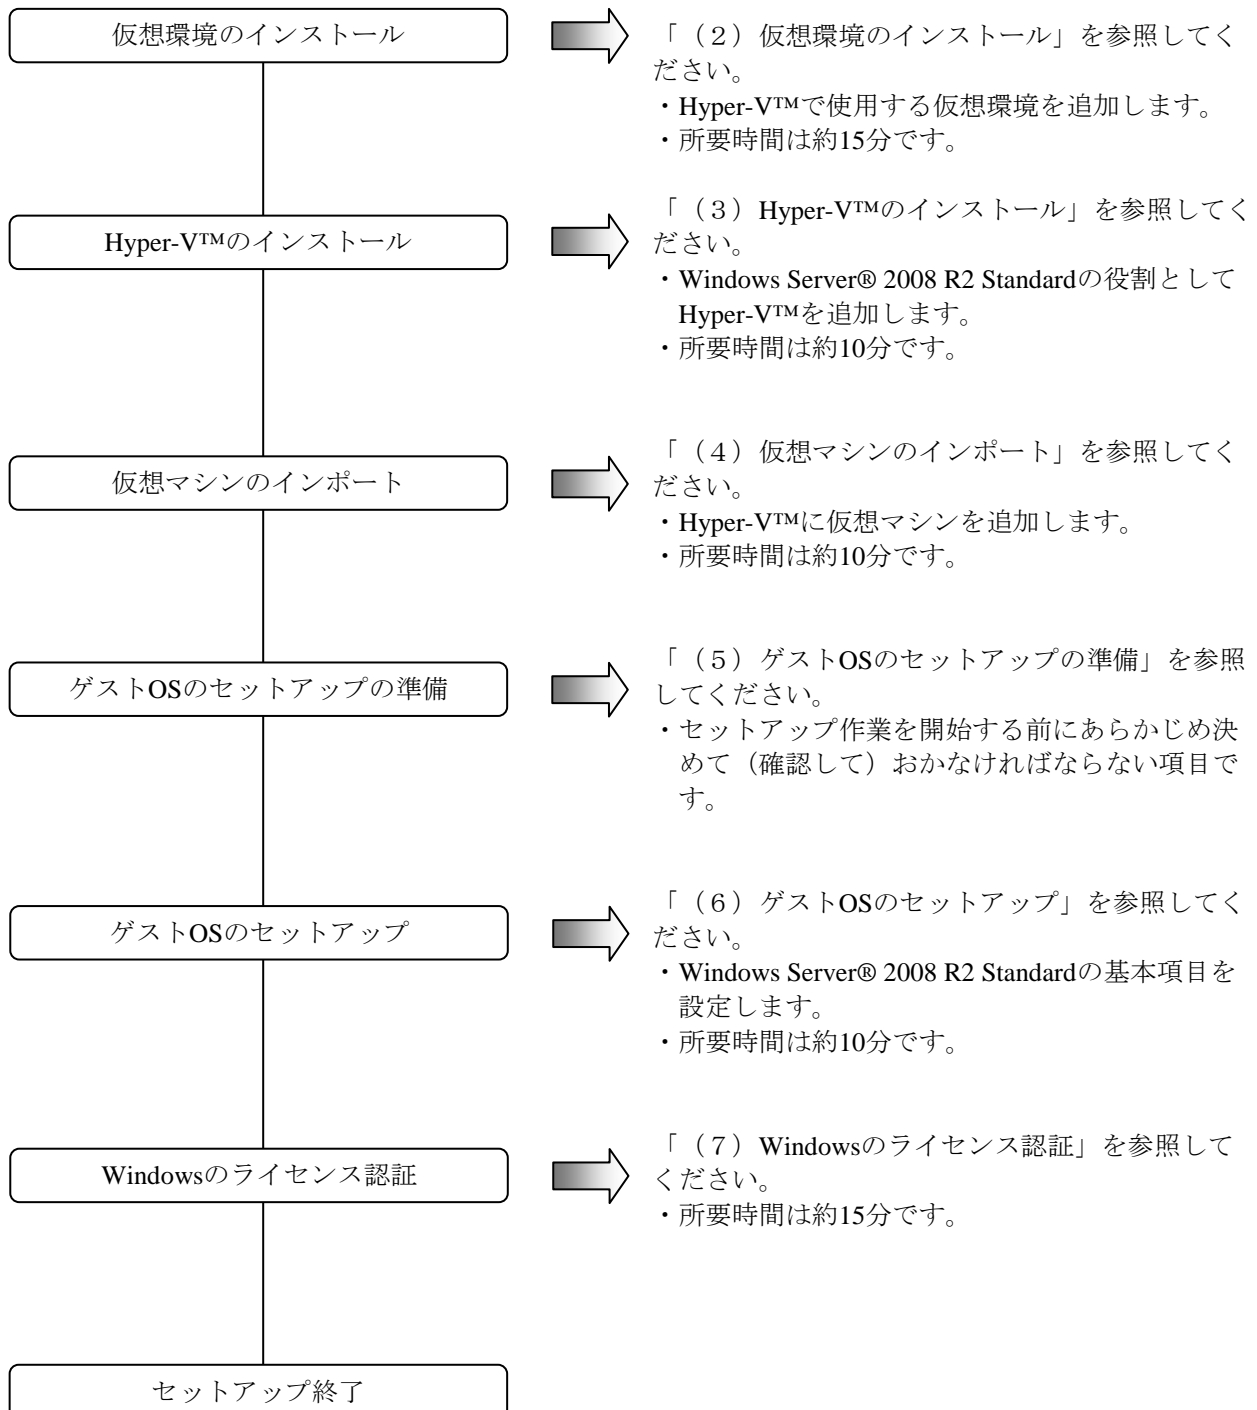 仮想環境のインストール
「（２）仮想環境のインストール」を参照してく
ださい。
・Hyper-V™で使用する仮想環境を追加します。
・所要時間は約15分です。
Hyper-V™のインストール
「（３）Hyper-V™のインストール」を参照してく
ださい。
・Windows Server® 2008 R2 Standardの役割として
Hyper-V™を追加します。
・所要時間は約10分です。
仮想マシンのインポート
「（４）仮想マシンのインポート」を参照してく
ださい。
・Hyper-V™に仮想マシンを追加します。
・所要時間は約10分です。
ゲストOSのセットアップの準備
「（５）ゲストOSのセットアップの準備」を参照
してください。
・セットアップ作業を開始する前にあらかじめ決
めて（確認して）おかなければならない項目で
す。
ゲストOSのセットアップ
「（６）ゲストOSのセットアップ」を参照してく
ださい。
・Windows Server® 2008 R2 Standardの基本項目を
設定します。
・所要時間は約10分です。
Windowsのライセンス認証
「（７）Windowsのライセンス認証」を参照して
ください。
・所要時間は約15分です。
セットアップ終了